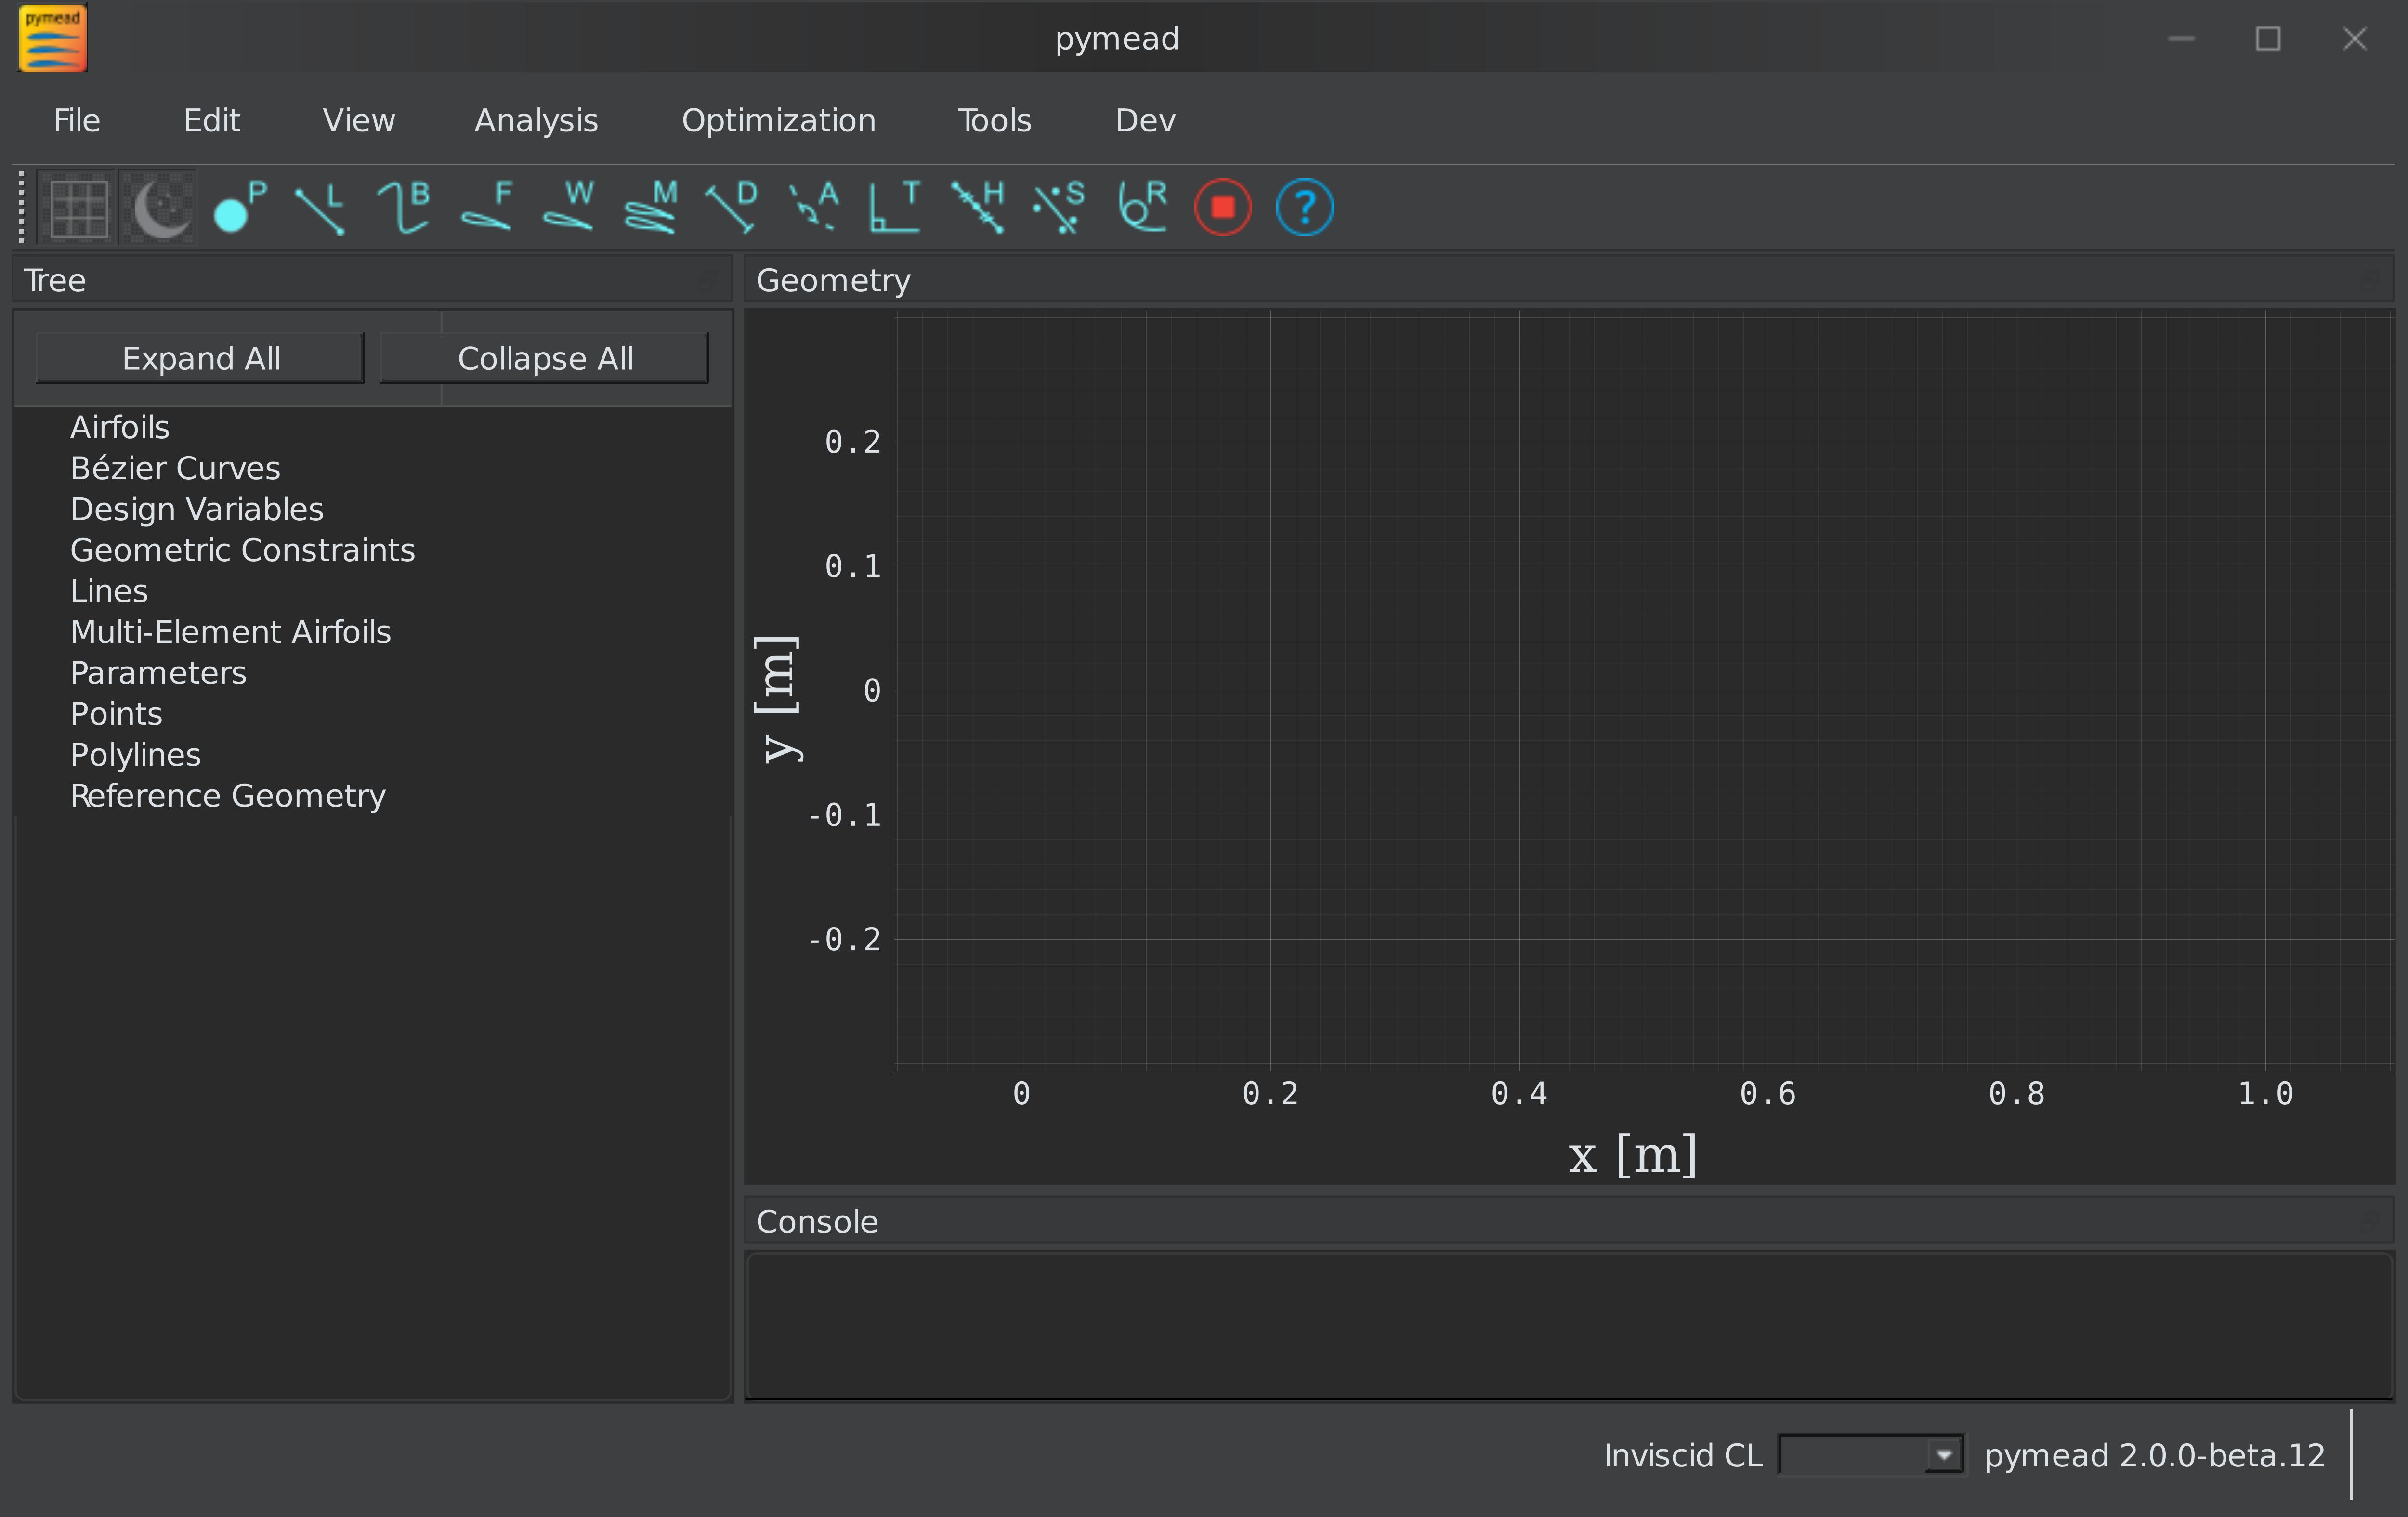 pymead
pymead
File Edit View Analysis Optimization Tools Dev
P L B F W M D A T H S R ?
Tree
Expand All Collapse All
Airfoils
Bézier Curves
Design Variables
Geometric Constraints
Lines
Multi-Element Airfoils
Parameters
Points
Polylines
Reference Geometry
Geometry
0.2
0.1
0
-0.1
-0.2
y [m]
0 0.2 0.4 0.6 0.8 1.0
x [m]
Console
Inviscid CL pymead 2.0.0-beta.12